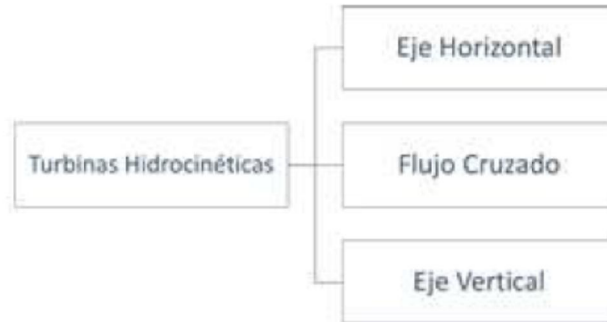 Eje Horizontal
Turbinas Hidrocinéticas
Flujo Cruzado
Eje Vertical